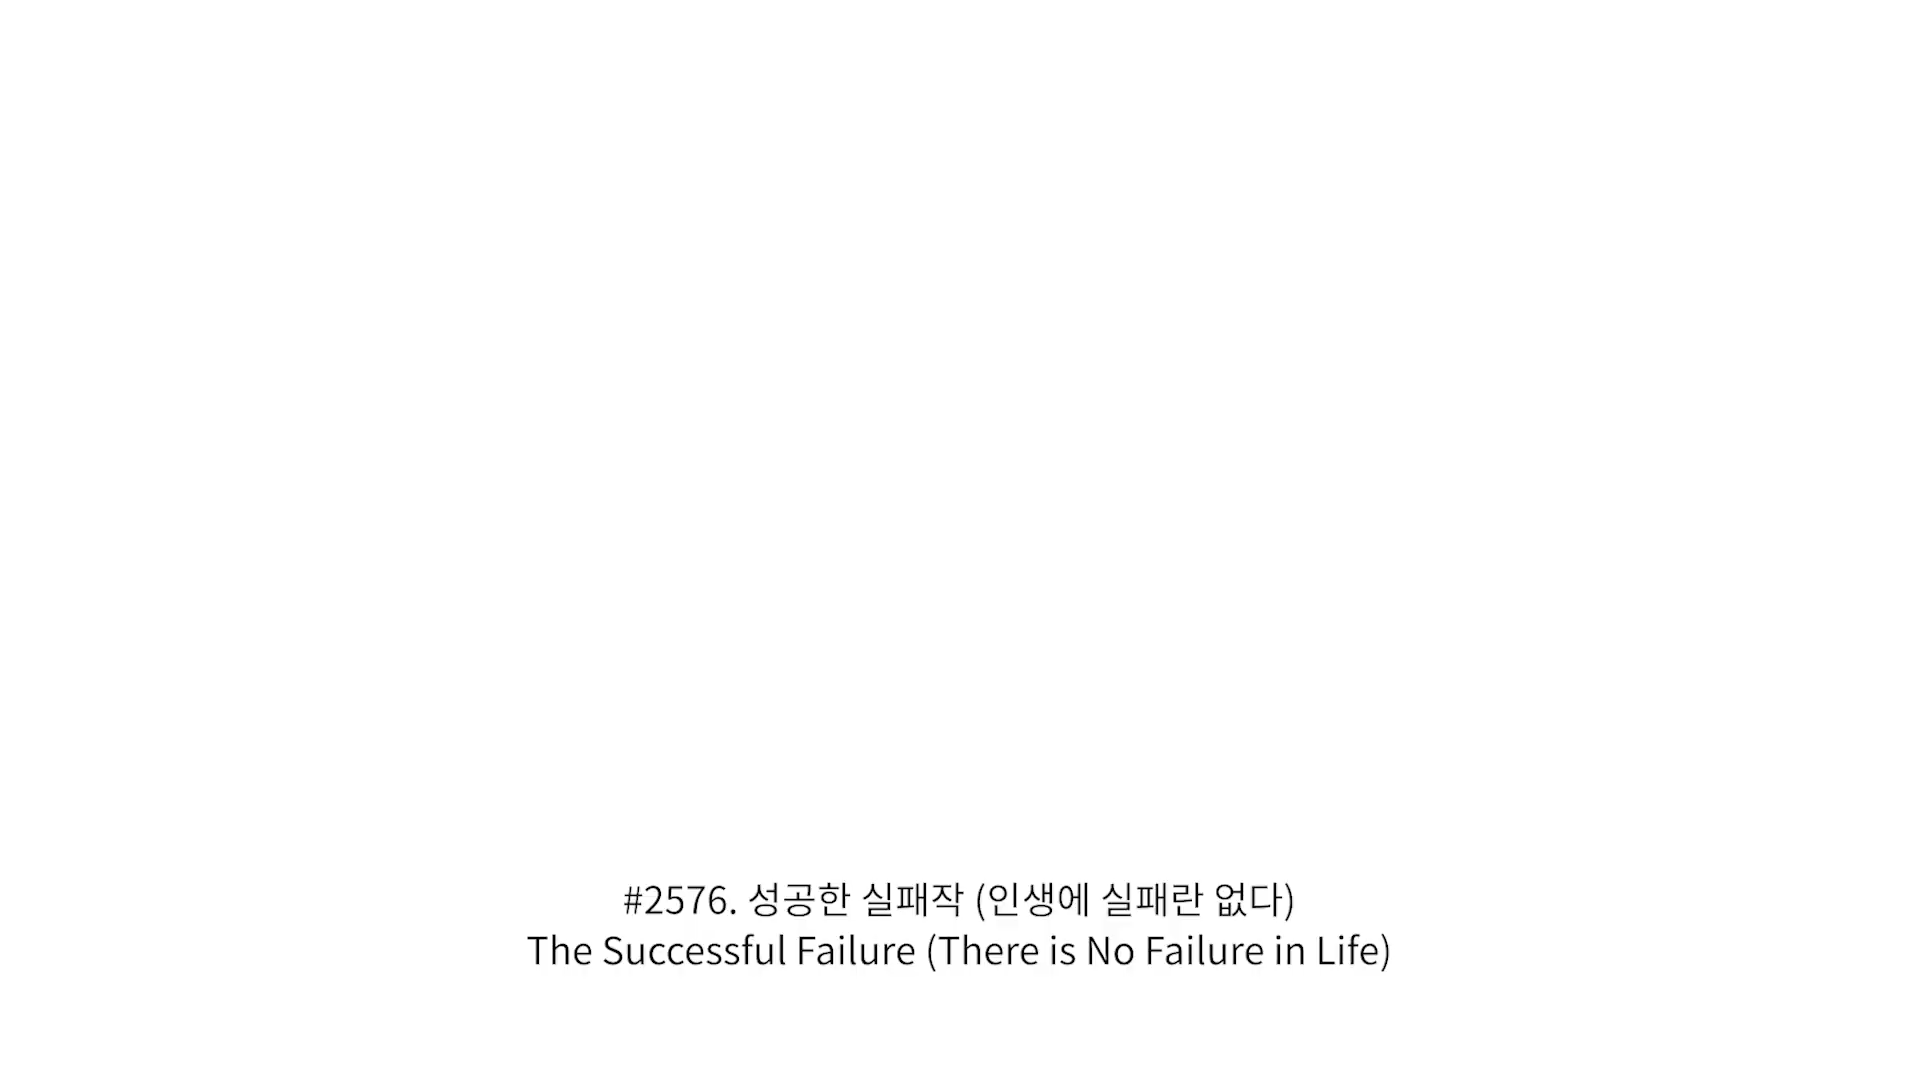 #2576. 성공한 실패작 (인생에 실패란 없다)
The Successful Failure (There is No Failure in Life)